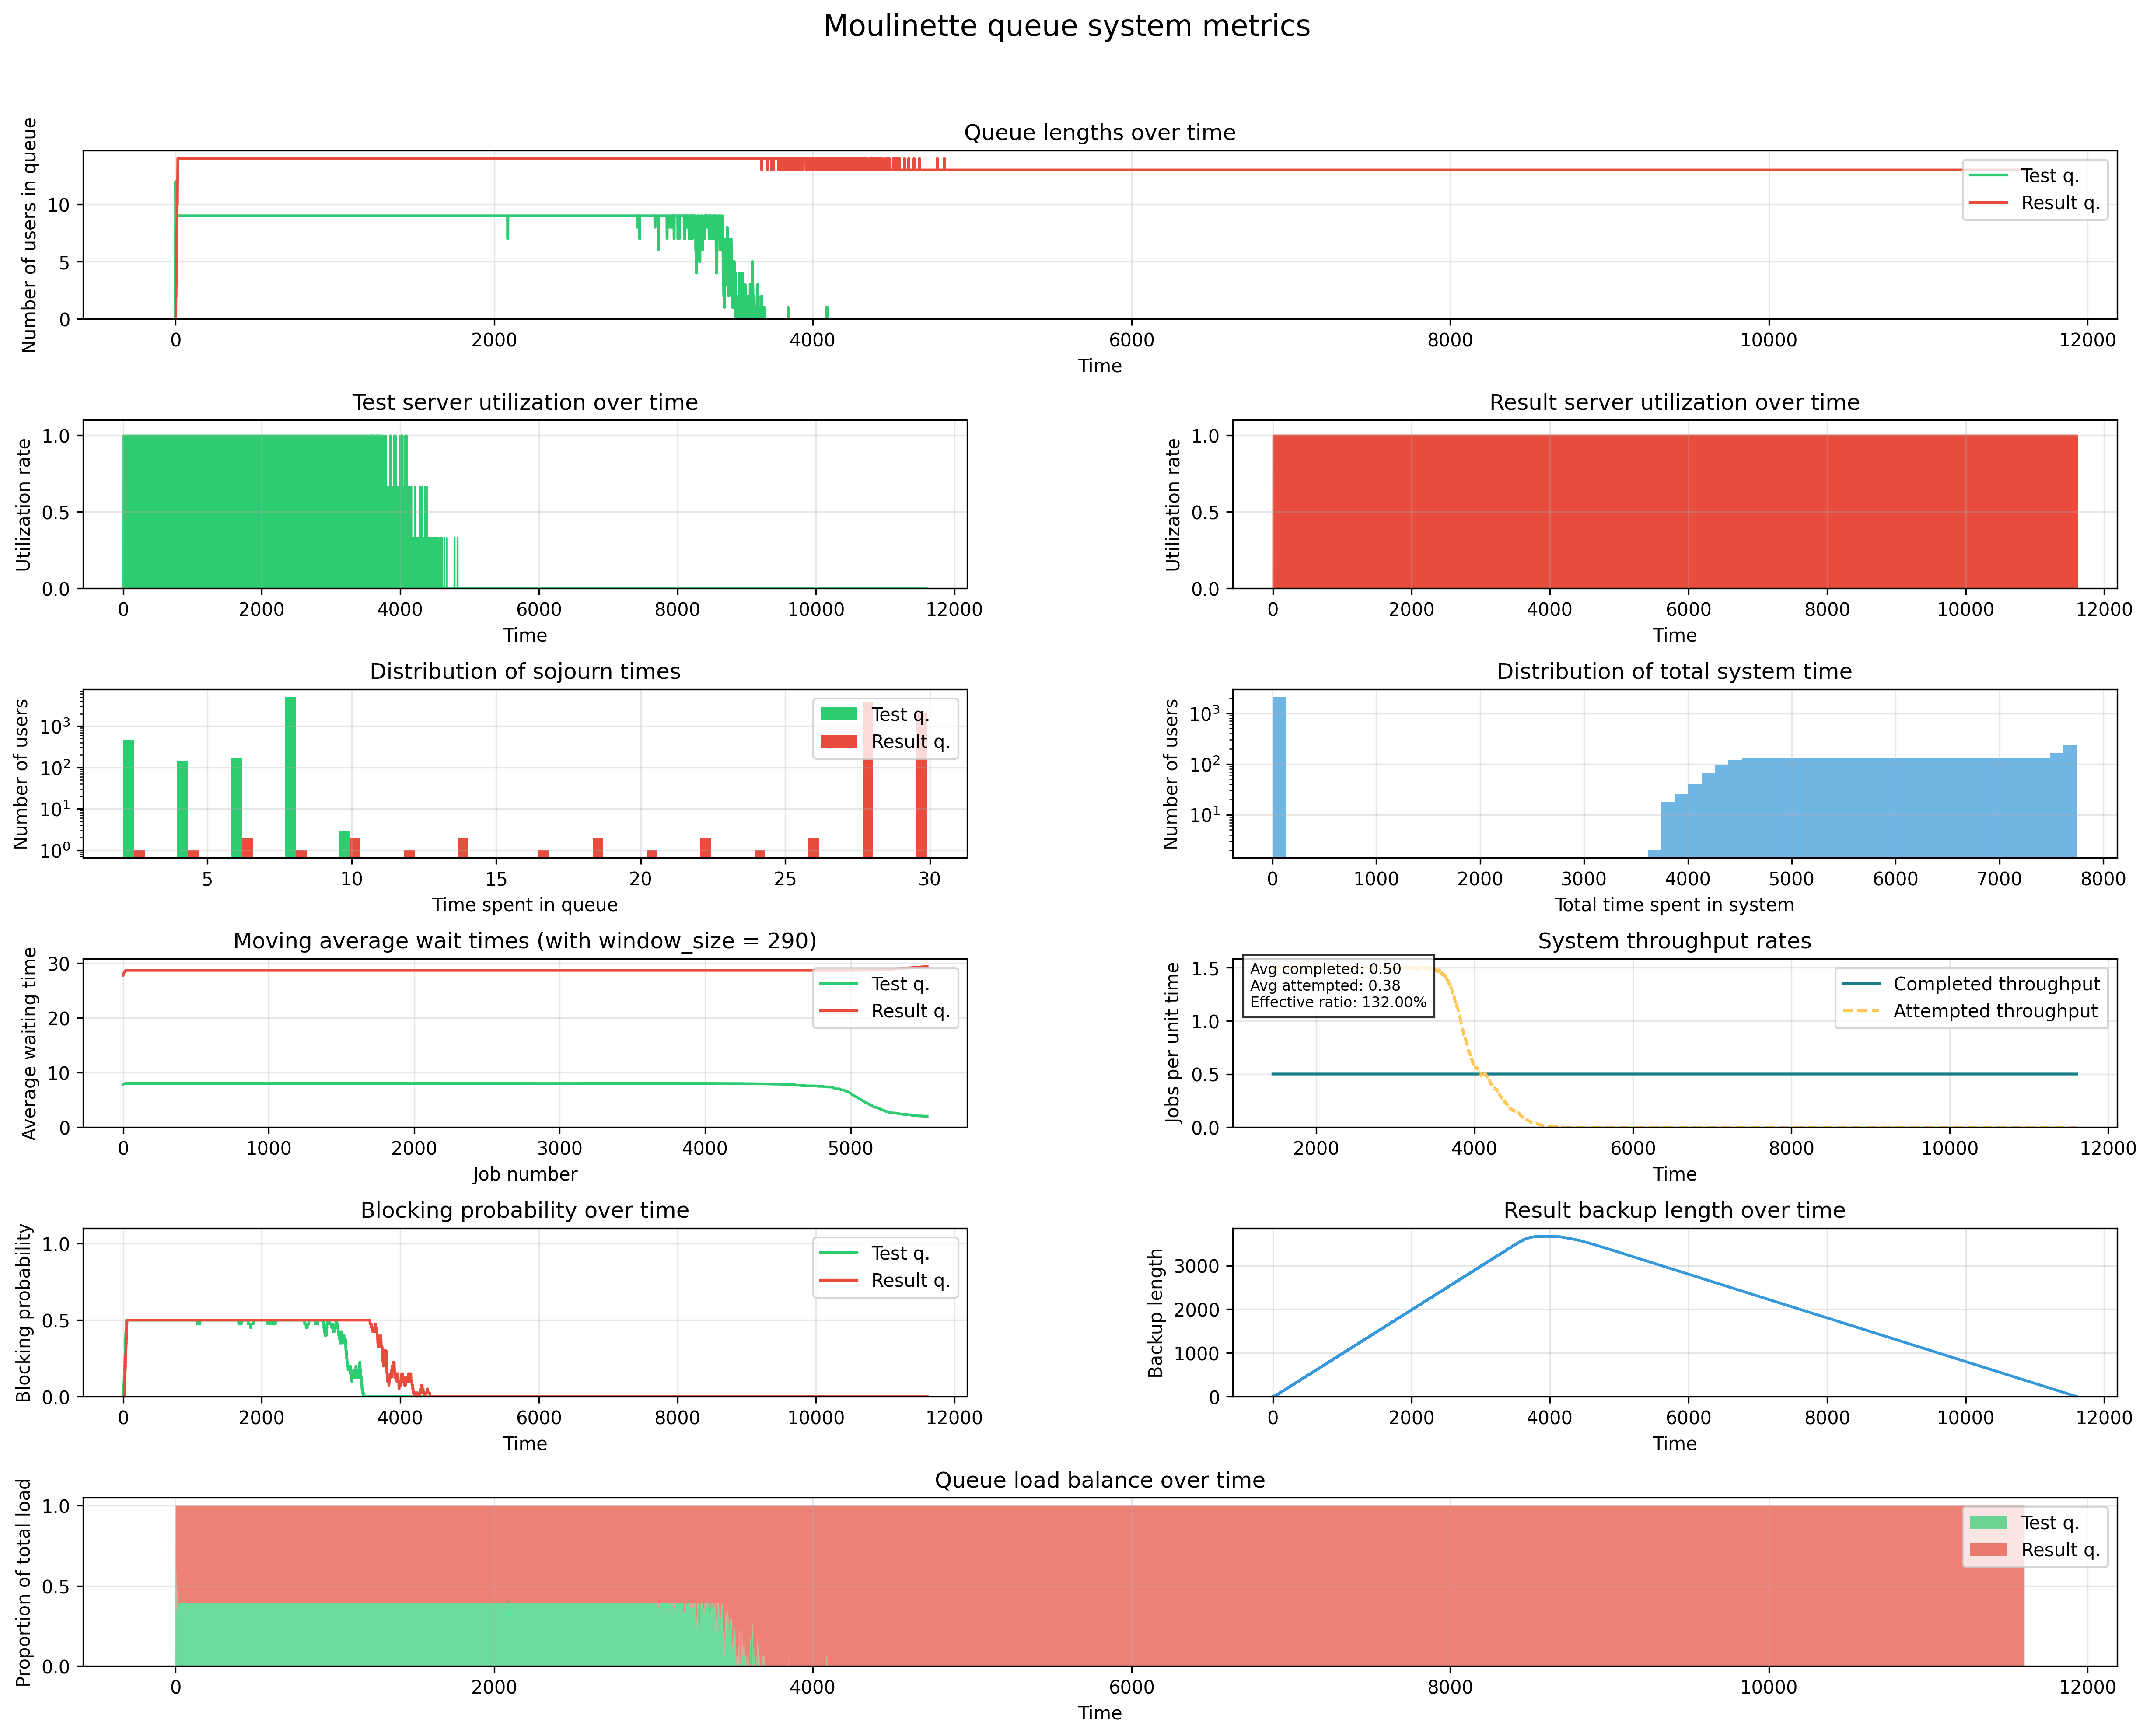 Moulinette queue system metrics
Queue lengths over time
Number of users in queue
10
5
0
0 2000 4000 6000 8000 10000 12000
Time
Test q.
Result q.
Test server utilization over time
Utilization rate
1.0
0.5
0.0
0 2000 4000 6000 8000 10000 12000
Time
Result server utilization over time
Utilization rate
1.0
0.5
0.0
0 2000 4000 6000 8000 10000 12000
Time
Distribution of sojourn times
Number of users
10³
10²
10¹
10⁰
5 10 15 20 25 30
Time spent in queue
Test q.
Result q.
Distribution of total system time
Number of users
10³
10²
10¹
0 1000 2000 3000 4000 5000 6000 7000 8000
Total time spent in system
Moving average wait times (with window_size = 290)
Average waiting time
30
20
10
0
0 1000 2000 3000 4000 5000
Job number
Test q.
Result q.
System throughput rates
Jobs per unit time
1.5
1.0
0.5
0.0
2000 4000 6000 8000 10000 12000
Time
Avg completed: 0.50
Avg attempted: 0.38
Effective ratio: 132.00%
Completed throughput
Attempted throughput
Blocking probability over time
Blocking probability
1.0
0.5
0.0
0 2000 4000 6000 8000 10000 12000
Time
Test q.
Result q.
Result backup length over time
Backup length
3000
2000
1000
0
0 2000 4000 6000 8000 10000 12000
Time
Queue load balance over time
Proportion of total load
1.0
0.5
0.0
0 2000 4000 6000 8000 10000 12000
Time
Test q.
Result q.